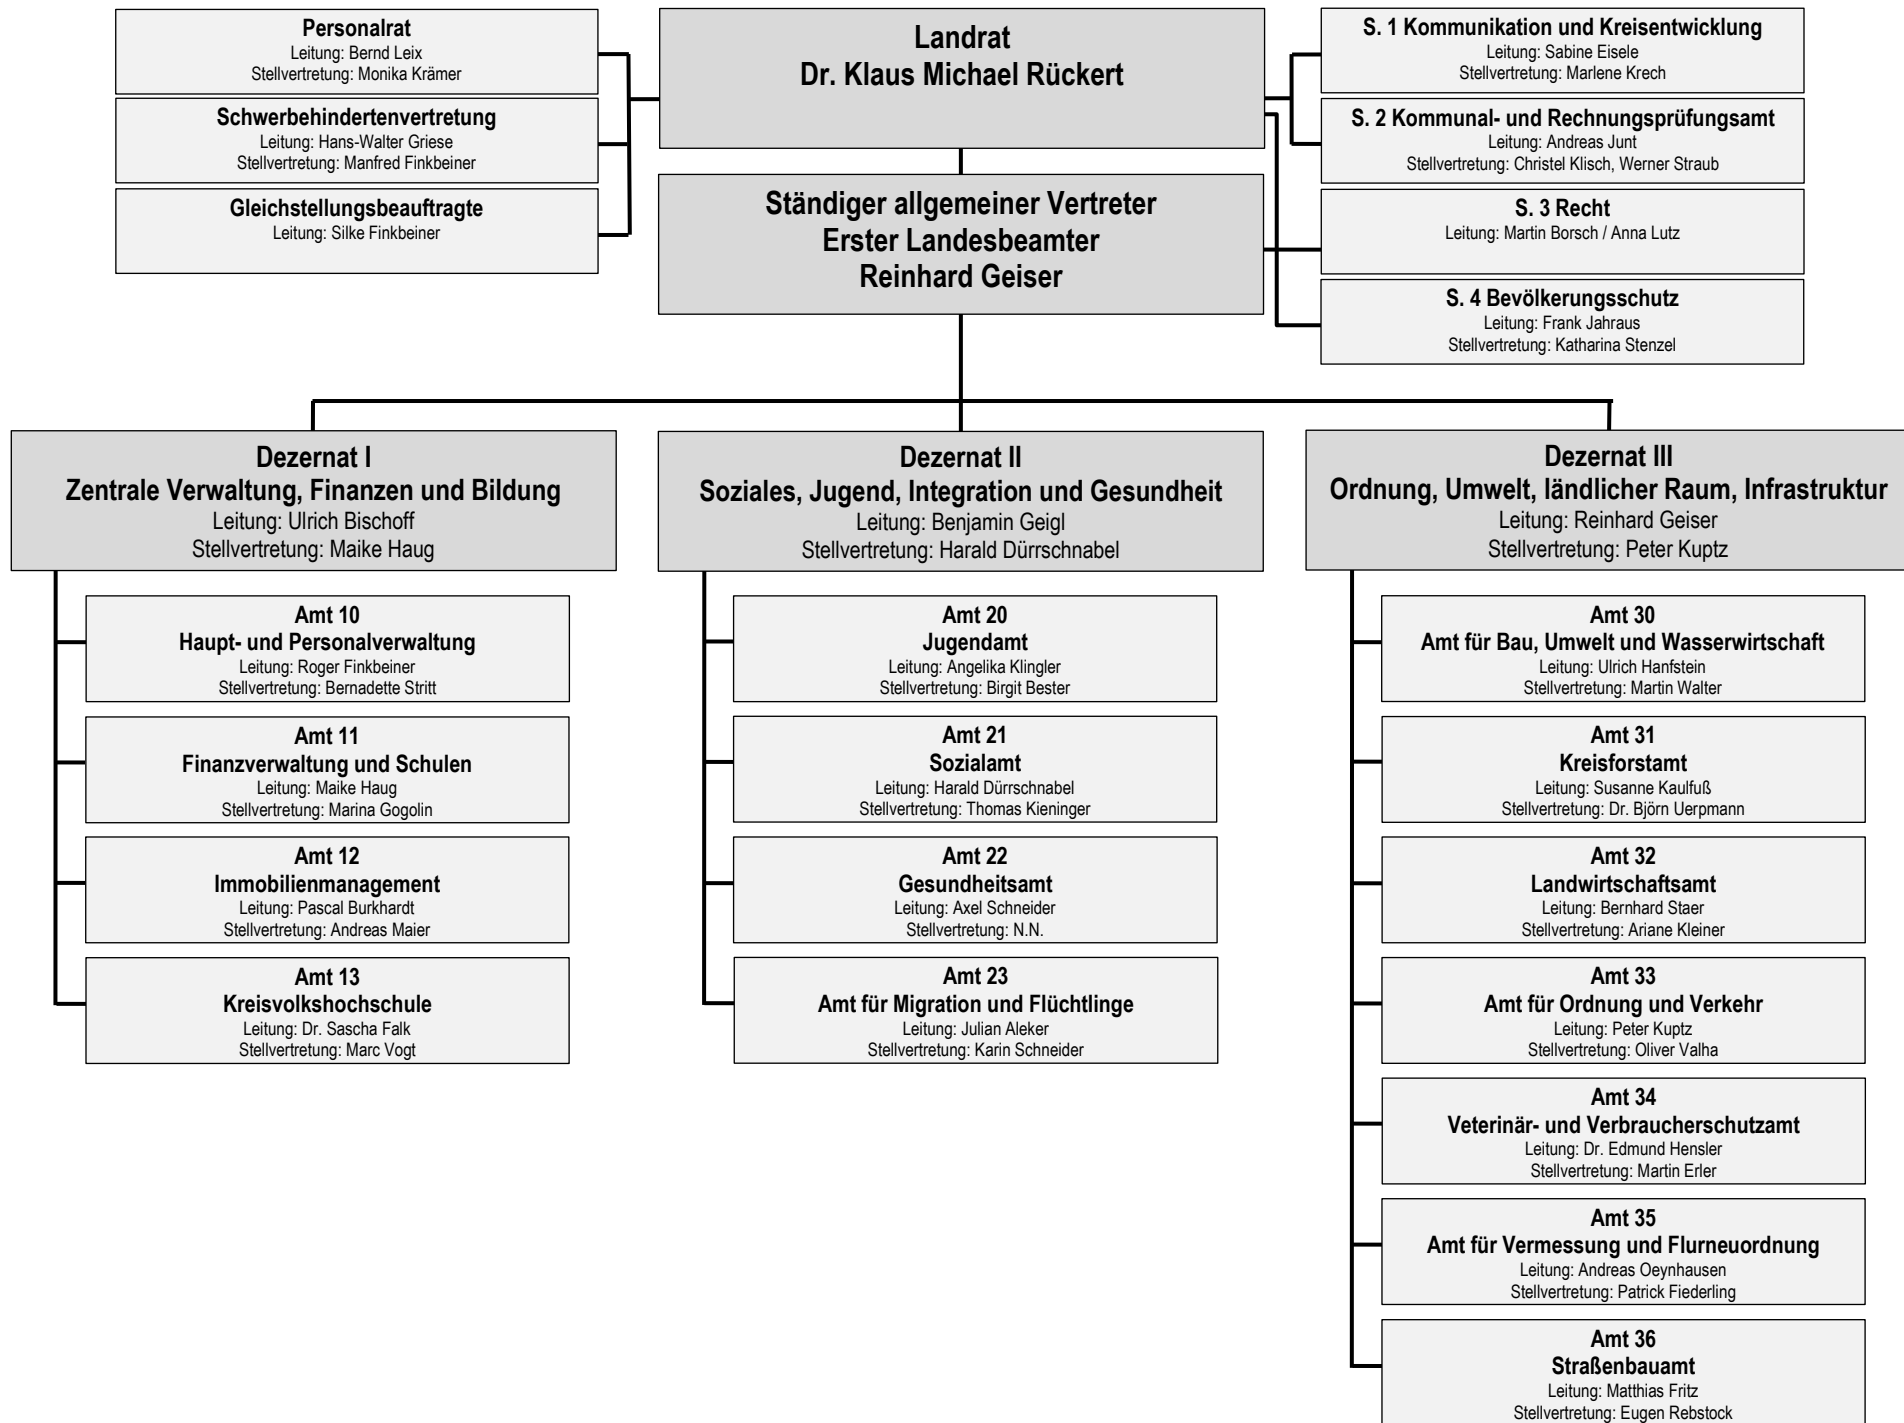 Personalrat
Leitung: Bernd Leix
Stellvertretung: Monika Krämer
Schwerbehindertenvertretung
Leitung: Hans-Walter Griese
Stellvertretung: Manfred Finkbeiner
Gleichstellungsbeauftragte
Leitung: Silke Finkbeiner
Landrat
Dr. Klaus Michael Rückert
Ständiger allgemeiner Vertreter
Erster Landesbeamter
Reinhard Geiser
S. 1 Kommunikation und Kreisentwicklung
Leitung: Sabine Eisele
Stellvertretung: Marlene Krech
S. 2 Kommunal- und Rechnungsprüfungsamt
Leitung: Andreas Junt
Stellvertretung: Christel Klisch, Werner Straub
S. 3 Recht
Leitung: Martin Borsch / Anna Lutz
S. 4 Bevölkerungsschutz
Leitung: Frank Jahraus
Stellvertretung: Katharina Stenzel
Dezernat I
Zentrale Verwaltung, Finanzen und Bildung
Leitung: Ulrich Bischoff
Stellvertretung: Maike Haug
Amt 10
Haupt- und Personalverwaltung
Leitung: Roger Finkbeiner
Stellvertretung: Bernadette Stritt
Amt 11
Finanzverwaltung und Schulen
Leitung: Maike Haug
Stellvertretung: Marina Gogolin
Amt 12
Immobilienmanagement
Leitung: Pascal Burkhardt
Stellvertretung: Andreas Maier
Amt 13
Kreisvolkshochschule
Leitung: Dr. Sascha Falk
Stellvertretung: Marc Vogt
Dezernat II
Soziales, Jugend, Integration und Gesundheit
Leitung: Benjamin Geigl
Stellvertretung: Harald Dürrschnabel
Amt 20
Jugendamt
Leitung: Angelika Klingler
Stellvertretung: Birgit Bester
Amt 21
Sozialamt
Leitung: Harald Dürrschnabel
Stellvertretung: Thomas Kieninger
Amt 22
Gesundheitsamt
Leitung: Axel Schneider
Stellvertretung: N.N.
Amt 23
Amt für Migration und Flüchtlinge
Leitung: Julian Aleker
Stellvertretung: Karin Schneider
Dezernat III
Ordnung, Umwelt, ländlicher Raum, Infrastruktur
Leitung: Reinhard Geiser
Stellvertretung: Peter Kuptz
Amt 30
Amt für Bau, Umwelt und Wasserwirtschaft
Leitung: Ulrich Hanfstein
Stellvertretung: Martin Walter
Amt 31
Kreisforstamt
Leitung: Susanne Kaulfuß
Stellvertretung: Dr. Björn Uerpmann
Amt 32
Landwirtschaftsamt
Leitung: Bernhard Staer
Stellvertretung: Ariane Kleiner
Amt 33
Amt für Ordnung und Verkehr
Leitung: Peter Kuptz
Stellvertretung: Oliver Valha
Amt 34
Veterinär- und Verbraucherschutzamt
Leitung: Dr. Edmund Hensler
Stellvertretung: Martin Erler
Amt 35
Amt für Vermessung und Flurneuordnung
Leitung: Andreas Oeynhausen
Stellvertretung: Patrick Fiederling
Amt 36
Straßenbauamt
Leitung: Matthias Fritz
Stellvertretung: Eugen Rebstock